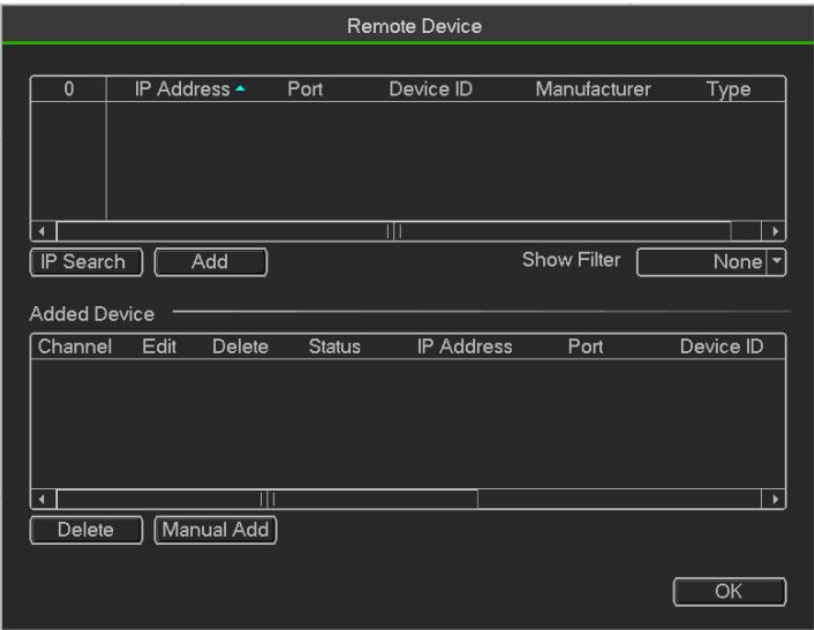 Remote Device
0 IP Address Port Device ID Manufacturer Type
IP Search Add Show Filter None
Added Device
Channel Edit Delete Status IP Address Port Device ID
Delete Manual Add
OK